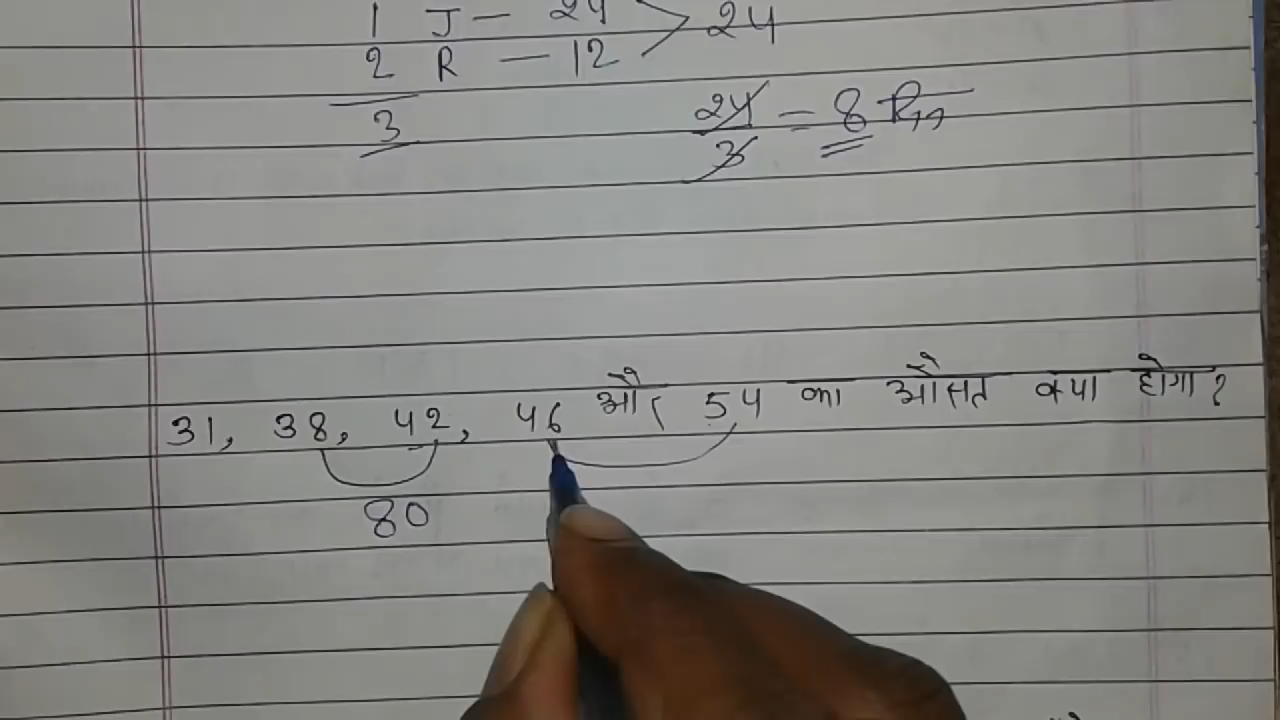 1 J — 24
2 R — 12 > 24
3
24/3 = 8
31, 38, 42, 46 और 54 का औसत क्या होगा?
80